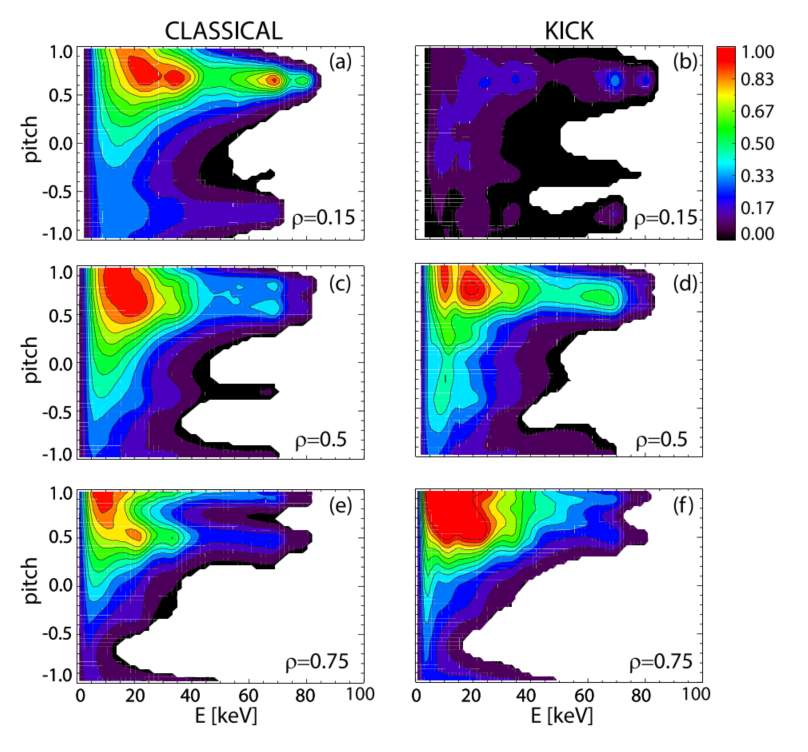 CLASSICAL KICK
1.0 (a) (b) 1.00
0.83
0.5 0.67
pitch 0.0 0.50
-0.5 0.33
ρ=0.15 ρ=0.15 0.17
-1.0 0.00
1.0 (c) (d)
0.5
pitch 0.0
-0.5
ρ=0.5 ρ=0.5
-1.0
1.0 (e) (f)
0.5
pitch 0.0
-0.5
ρ=0.75 ρ=0.75
-1.0
0 20 40 60 80 100 0 20 40 60 80 100
E [keV] E [keV]